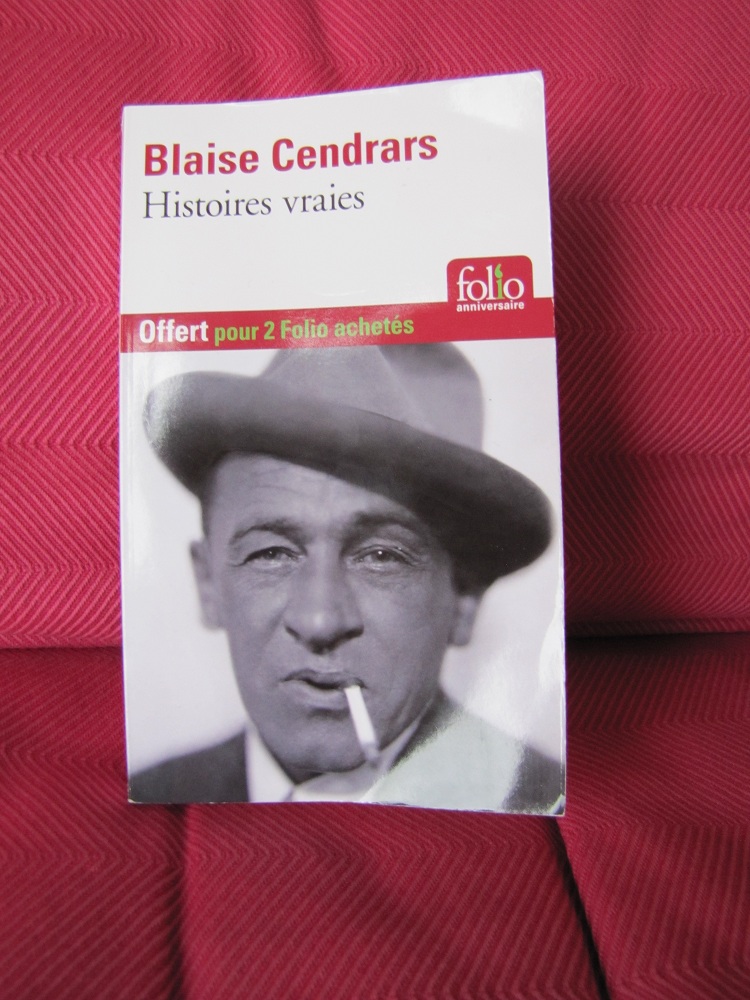 Blaise Cendrars
Histoires vraies
folio
anniversaire
Offert pour 2 Folio achetés